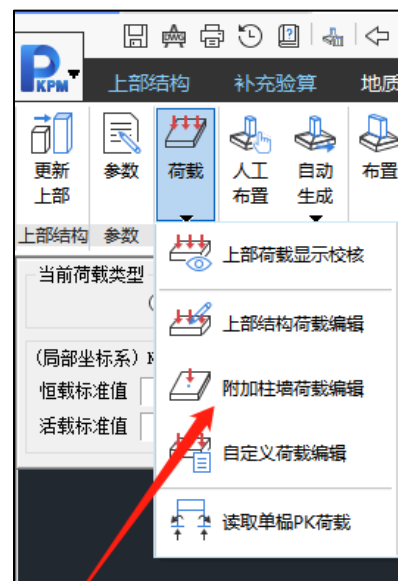 DWG
PKPM
上部结构 补充验算 地质
更新
上部
参数
荷载
人工
布置
自动
生成
布置
上部结构 参数
上部荷载显示校核
上部结构荷载编辑
附加柱墙荷载编辑
自定义荷载编辑
读取单榀PK荷载
当前荷载类型
(局部坐标系)
恒载标准值
活载标准值